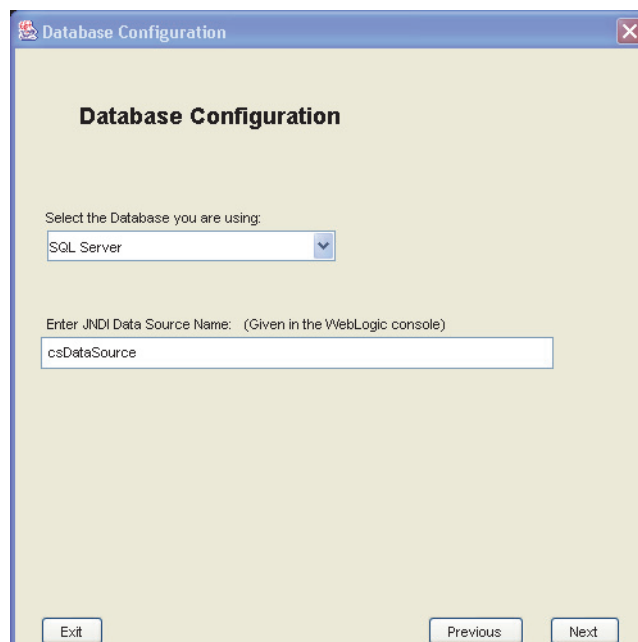 Database Configuration
Database Configuration
Select the Database you are using:
SQL Server
Enter JNDI Data Source Name: (Given in the WebLogic console)
csDataSource
Exit Previous Next